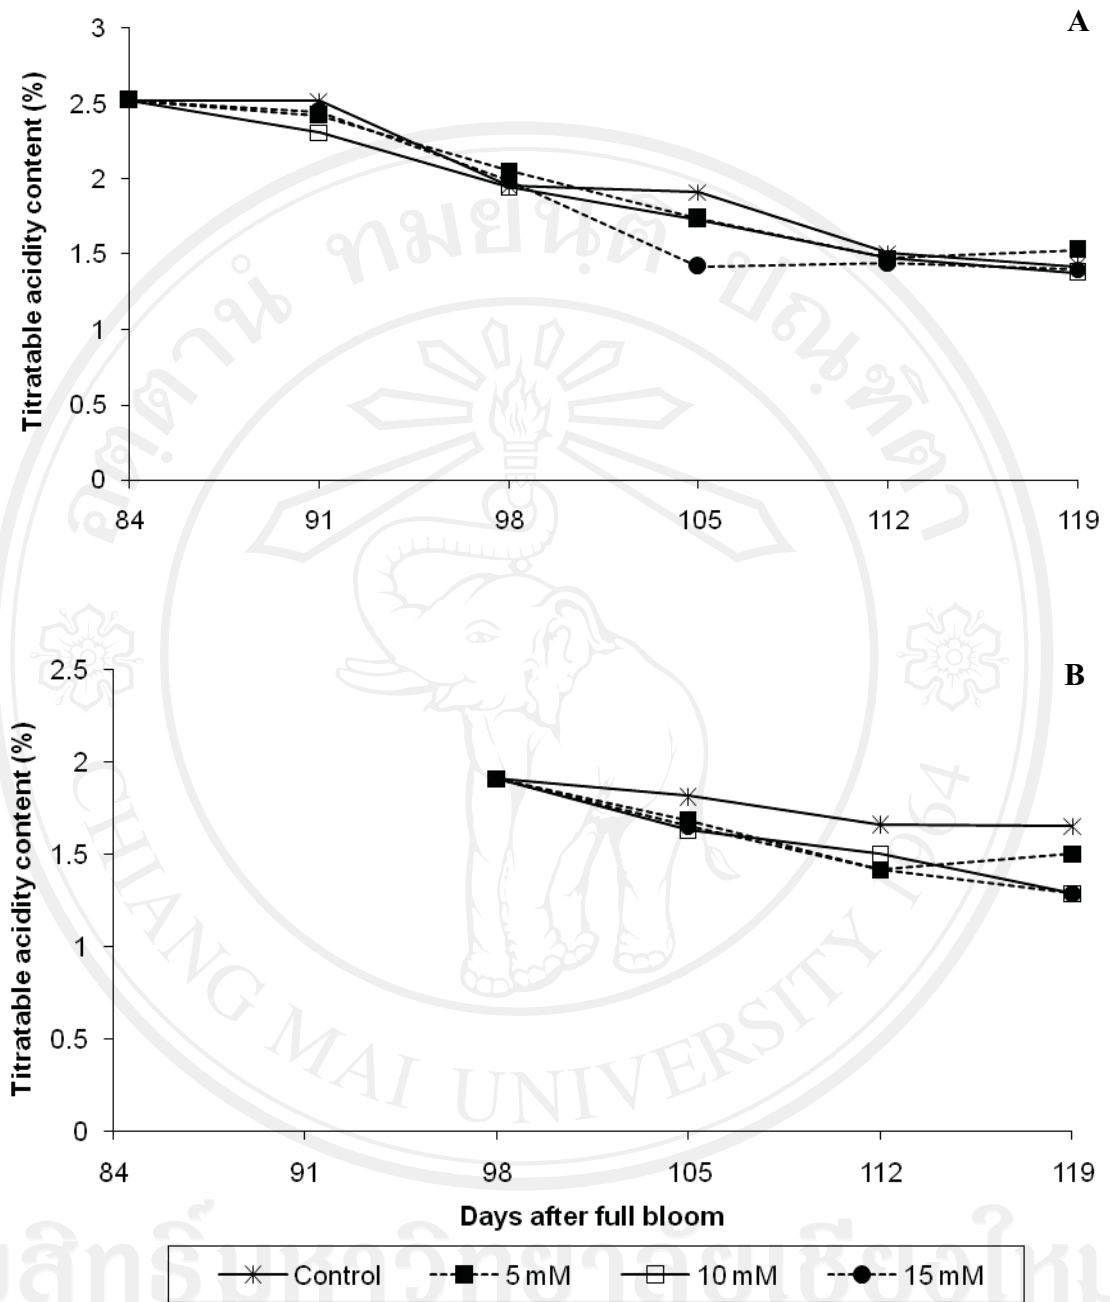 A
Titratable acidity content (%)
3
2.5
2
1.5
1
0.5
0
84 91 98 105 112 119
B
Titratable acidity content (%)
2.5
2
1.5
1
0.5
0
84 91 98 105 112 119
Days after full bloom
Control 5 mM 10 mM 15 mM
CHIANG MAI UNIVERSITY 1964